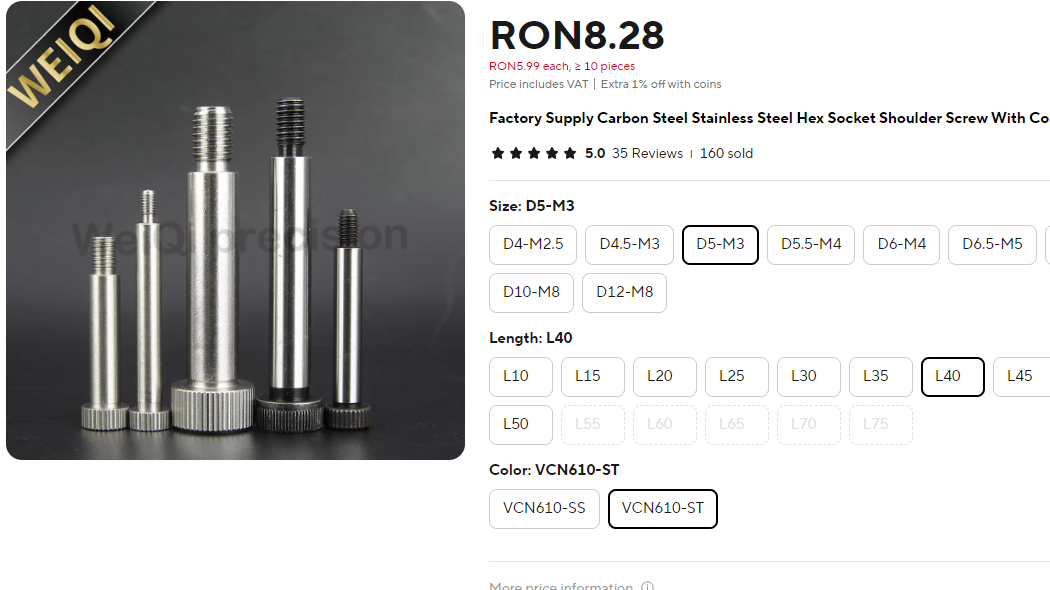 WEIQI
WeiQi precision
RON8.28
RON5.99 each, ≥ 10 pieces
Price includes VAT | Extra 1% off with coins
Factory Supply Carbon Steel Stainless Steel Hex Socket Shoulder Screw With Co
5.0 35 Reviews | 160 sold
Size: D5-M3
D4-M2.5 D4.5-M3 D5-M3 D5.5-M4 D6-M4 D6.5-M5
D10-M8 D12-M8
Length: L40
L10 L15 L20 L25 L30 L35 L40 L45
L50 L55 L60 L65 L70 L75
Color: VCN610-ST
VCN610-SS VCN610-ST
More price information